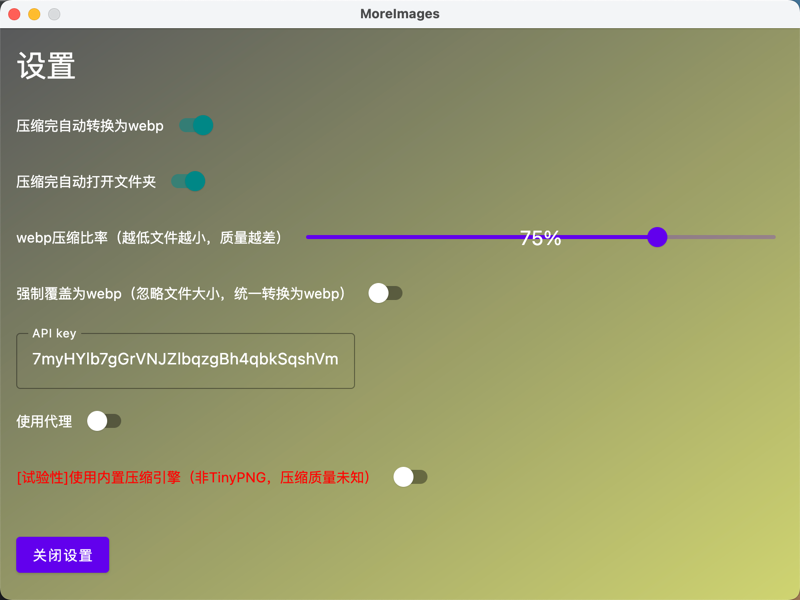 MoreImages
设置
压缩完自动转换为webp
压缩完自动打开文件夹
webp压缩比率（越低文件越小，质量越差）
75%
强制覆盖为webp（忽略文件大小，统一转换为webp）
API key
7myHYlb7gGrVNJZlbqzgBh4qbkSqshVm
使用代理
[试验性]使用内置压缩引擎（非TinyPNG，压缩质量未知）
关闭设置